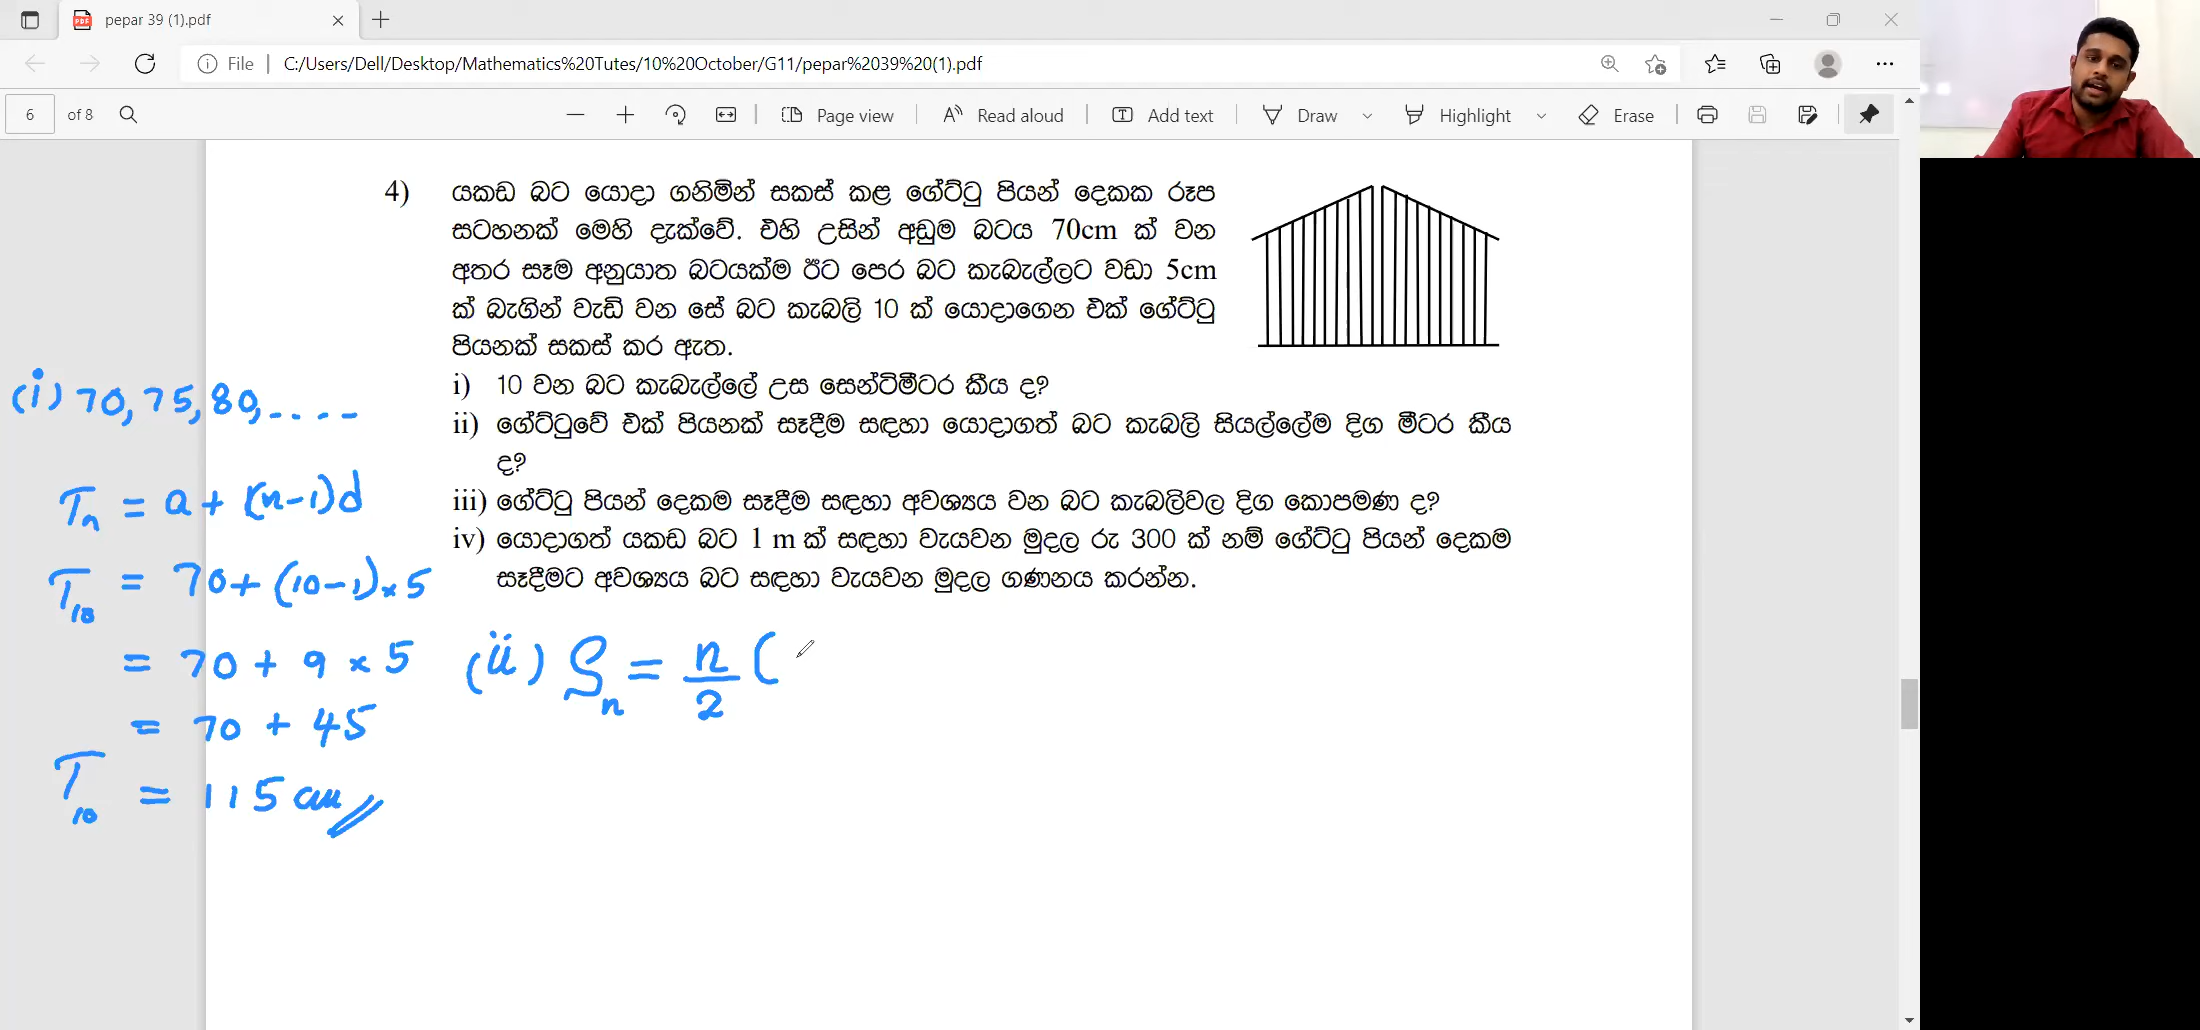 pepar 39 (1).pdf
File | C:/Users/Dell/Desktop/Mathematics%20Tutes/10%20October/G11/pepar%2039%20(1).pdf
6 of 8 Page view Read aloud Add text Draw Highlight Erase
4) යකඩ බට යොදා ගනිමින් සකස් කළ ගේට්ටු පියන් දෙකක රූප
සටහනක් මෙහි දැක්වේ. එහි උසින් අඩුම බටය 70cm ක් වන
අතර සෑම අනුයාත බටයක්ම ඊට පෙර බට කැබැල්ලට වඩා 5cm
ක් බැගින් වැඩි වන සේ බට කැබලි 10 ක් යොදාගෙන එක් ගේට්ටු
පියනක් සකස් කර ඇත.
i) 10 වන බට කැබැල්ලේ උස සෙන්ටිමීටර කීය ද?
ii) ගේට්ටුවේ එක් පියනක් සෑදීම සඳහා යොදාගත් බට කැබලි සියල්ලේම දිග මීටර කීය
ද?
iii) ගේට්ටු පියන් දෙකම සෑදීම සඳහා අවශ්‍යය වන බට කැබලිවල දිග කොපමණ ද?
iv) යොදාගත් යකඩ බට 1 m ක් සඳහා වැයවන මුදල රු 300 ක් නම් ගේට්ටු පියන් දෙකම
සෑදීමට අවශ්‍යය බට සඳහා වැයවන මුදල ගණනය කරන්න.
(i) 70, 75, 80, ....
Tn = a + (n-1)d
T10 = 70 + (10-1) × 5
= 70 + 9 × 5
= 70 + 45
T10 = 115 cm
(ii) Sn = n/2 (